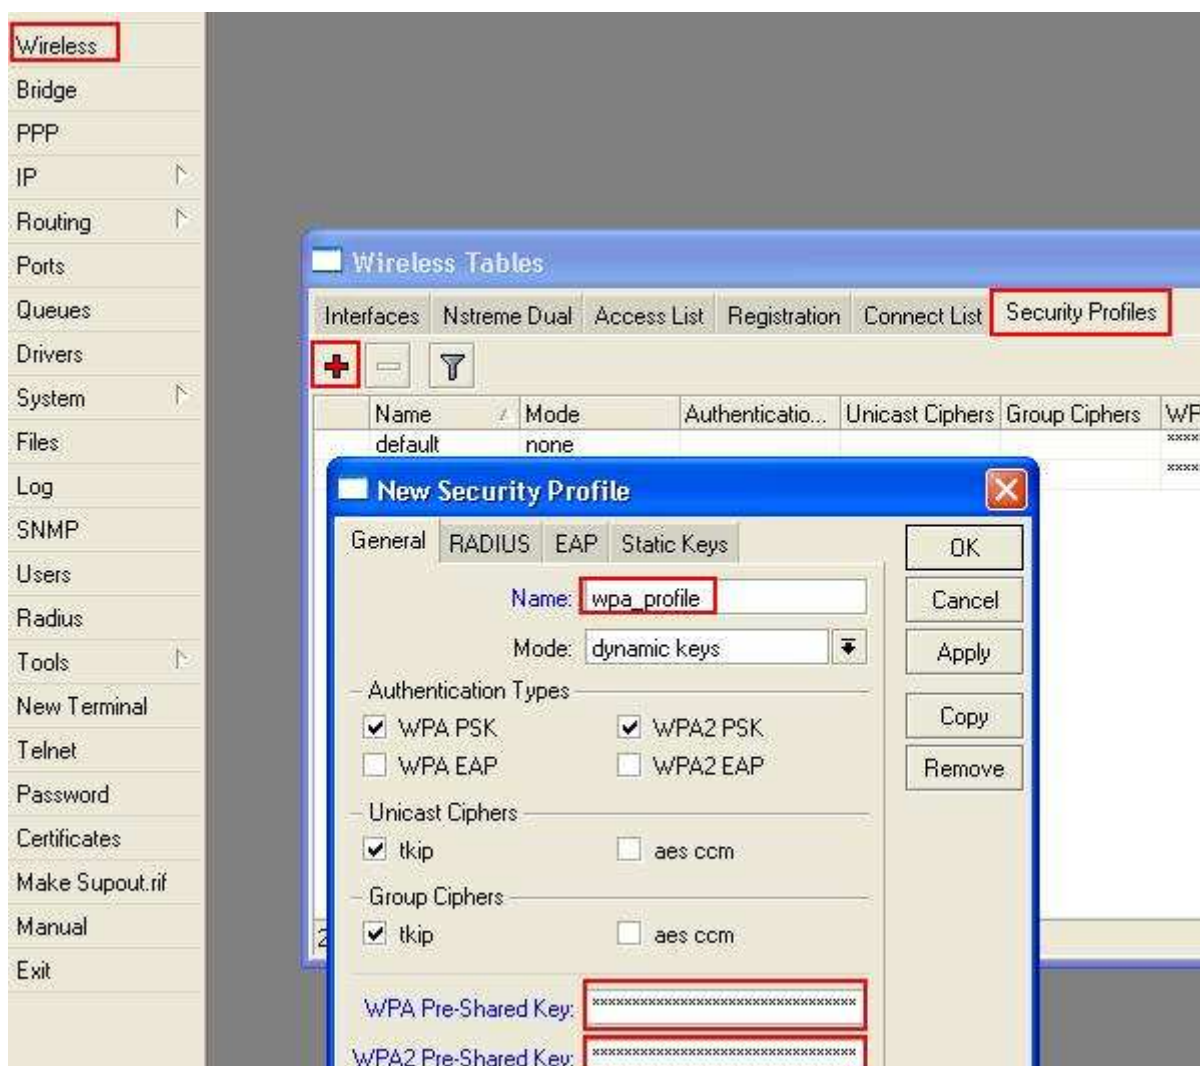 Wireless
Bridge
PPP
IP
Routing
Ports
Queues
Drivers
System
Files
Log
SNMP
Users
Radius
Tools
New Terminal
Telnet
Password
Certificates
Make Supout.rif
Manual
Exit
Wireless Tables
Interfaces Nstreme Dual Access List Registration Connect List Security Profiles
Name Mode Authenticatio... Unicast Ciphers Group Ciphers WP
default none xxxx
xxxx
New Security Profile
General RADIUS EAP Static Keys
OK
Name: wpa_profile
Cancel
Mode: dynamic keys
Apply
Authentication Types
WPA PSK WPA2 PSK
Copy
WPA EAP WPA2 EAP
Remove
Unicast Ciphers
tkip aes ccm
Group Ciphers
tkip aes ccm
2
WPA Pre-Shared Key:
WPA2 Pre-Shared Key: